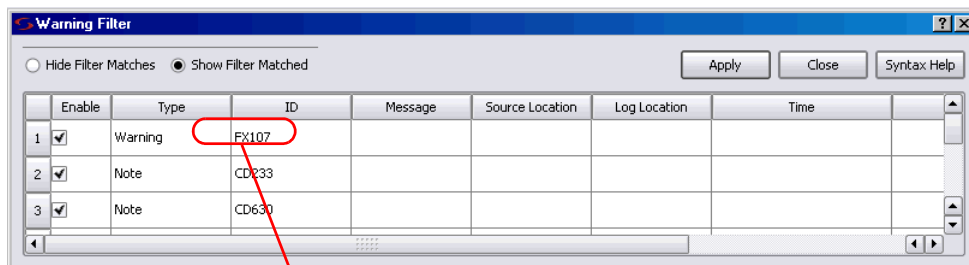 Warning Filter
Hide Filter Matches Show Filter Matched Apply Close Syntax Help
Enable Type ID Message Source Location Log Location Time
1 Warning FX107
2 Note CD233
3 Note CD630